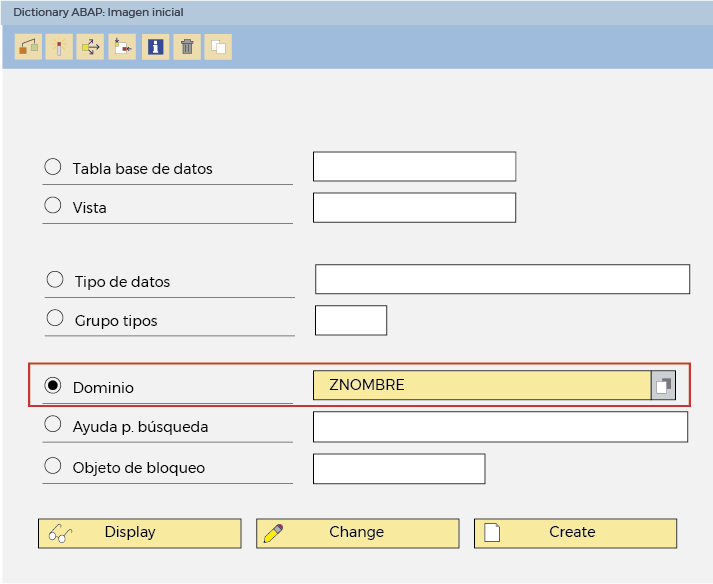 Dictionary ABAP: Imagen inicial
Tabla base de datos
Vista
Tipo de datos
Grupo tipos
Dominio ZNOMBRE
Ayuda p. búsqueda
Objeto de bloqueo
Display Change Create